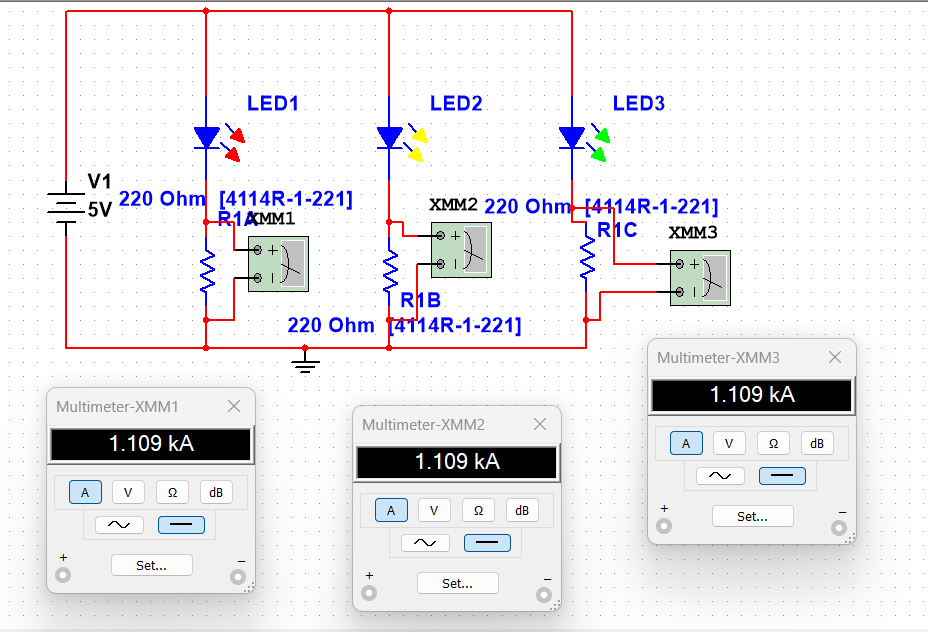 LED1
LED2
LED3
V1
5V
220 Ohm [4114R-1-221]
R1A
XMM1
XMM2
220 Ohm [4114R-1-221]
R1C
XMM3
R1B
220 Ohm [4114R-1-221]
Multimeter-XMM3
1.109 kA
A V Ω dB
Set...
+ −
Multimeter-XMM1
1.109 kA
A V Ω dB
Set...
+ −
Multimeter-XMM2
1.109 kA
A V Ω dB
Set...
+ −